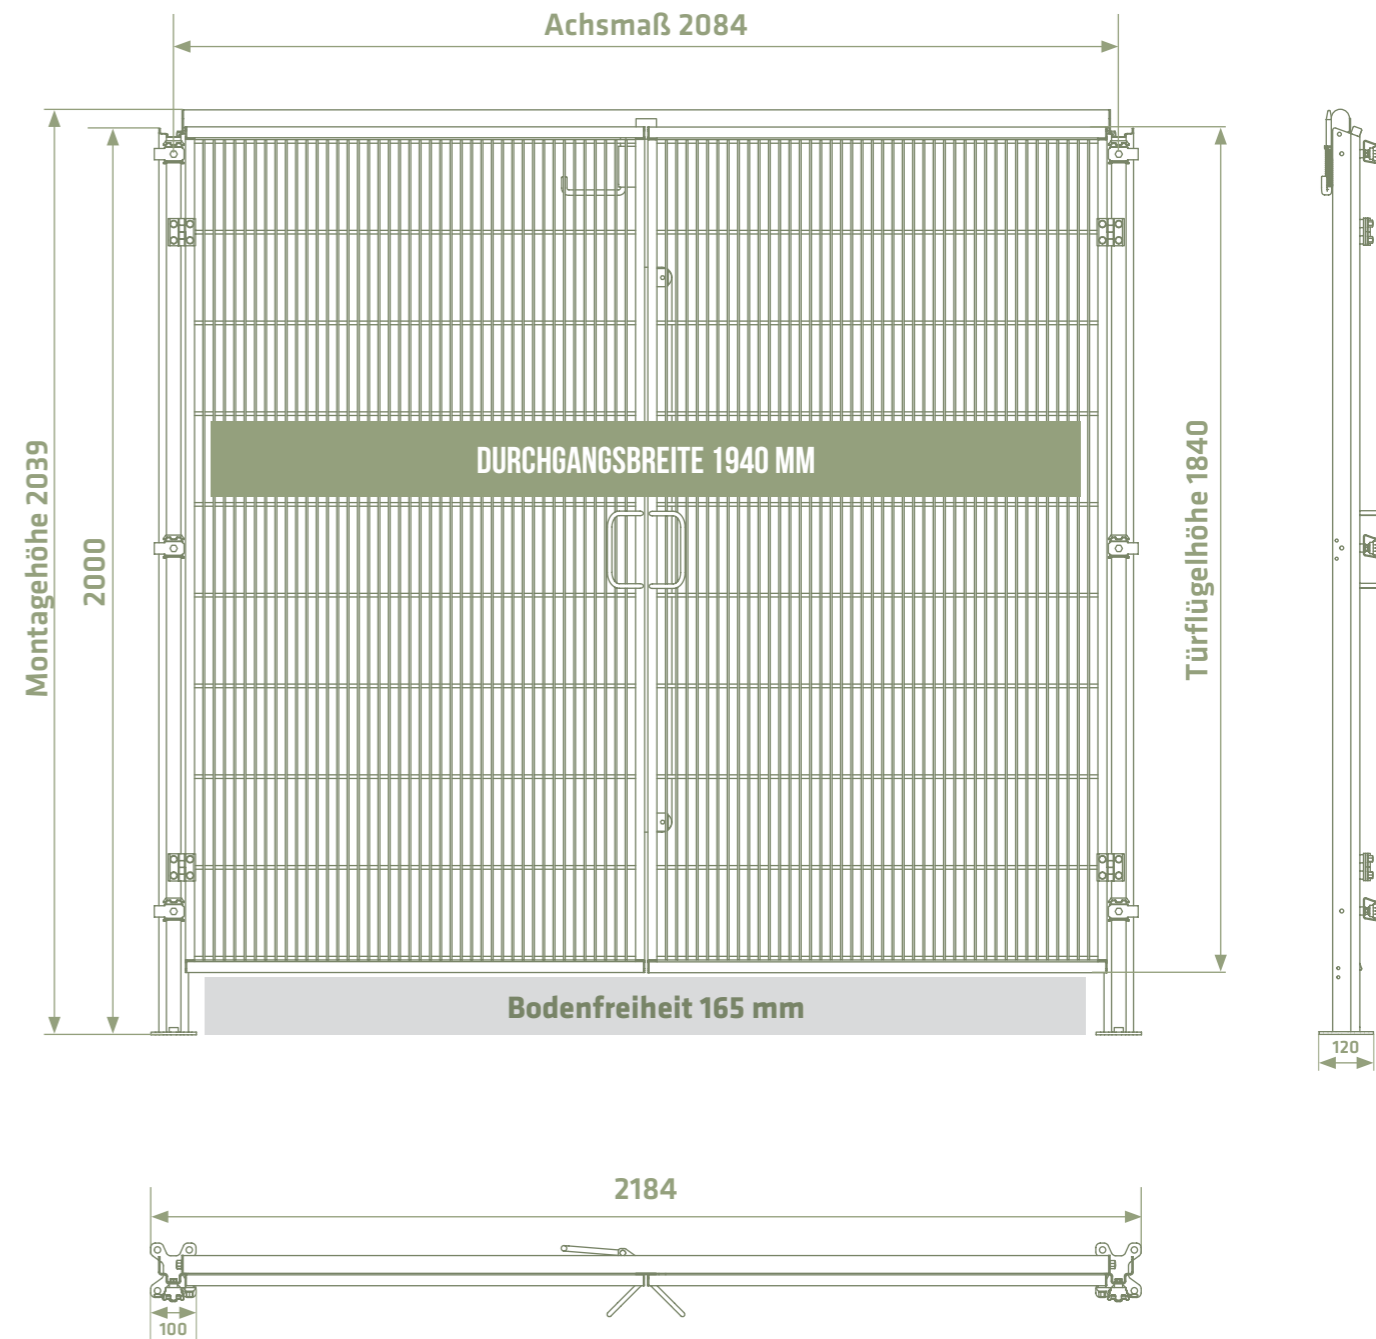 Achsmaß 2084
Montagehöhe 2039
2000
DURCHGANGSBREITE 1940 MM
Türflügelhöhe 1840
Bodenfreiheit 165 mm
120
2184
100